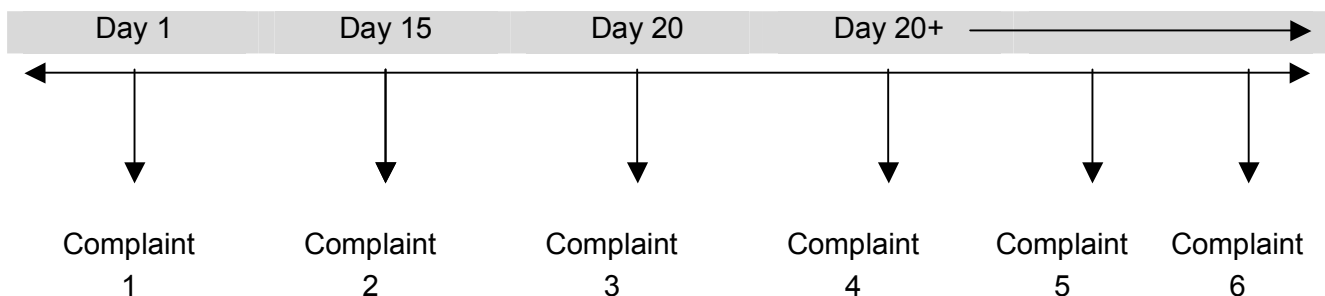 Day 1 Day 15 Day 20 Day 20+
Complaint Complaint Complaint Complaint Complaint Complaint
1 2 3 4 5 6